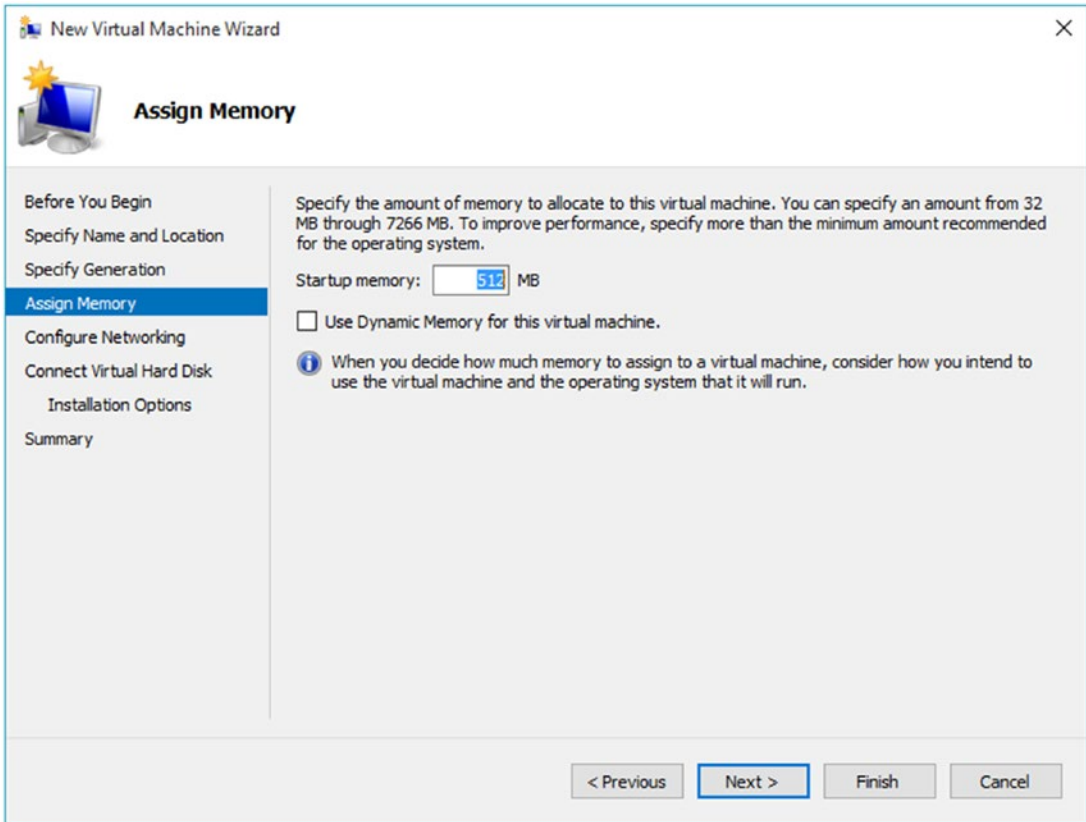 New Virtual Machine Wizard
Assign Memory
Before You Begin
Specify Name and Location
Specify Generation
Assign Memory
Configure Networking
Connect Virtual Hard Disk
Installation Options
Summary
Specify the amount of memory to allocate to this virtual machine. You can specify an amount from 32
MB through 7266 MB. To improve performance, specify more than the minimum amount recommended
for the operating system.
Startup memory: 512 MB
Use Dynamic Memory for this virtual machine.
When you decide how much memory to assign to a virtual machine, consider how you intend to
use the virtual machine and the operating system that it will run.
< Previous Next > Finish Cancel